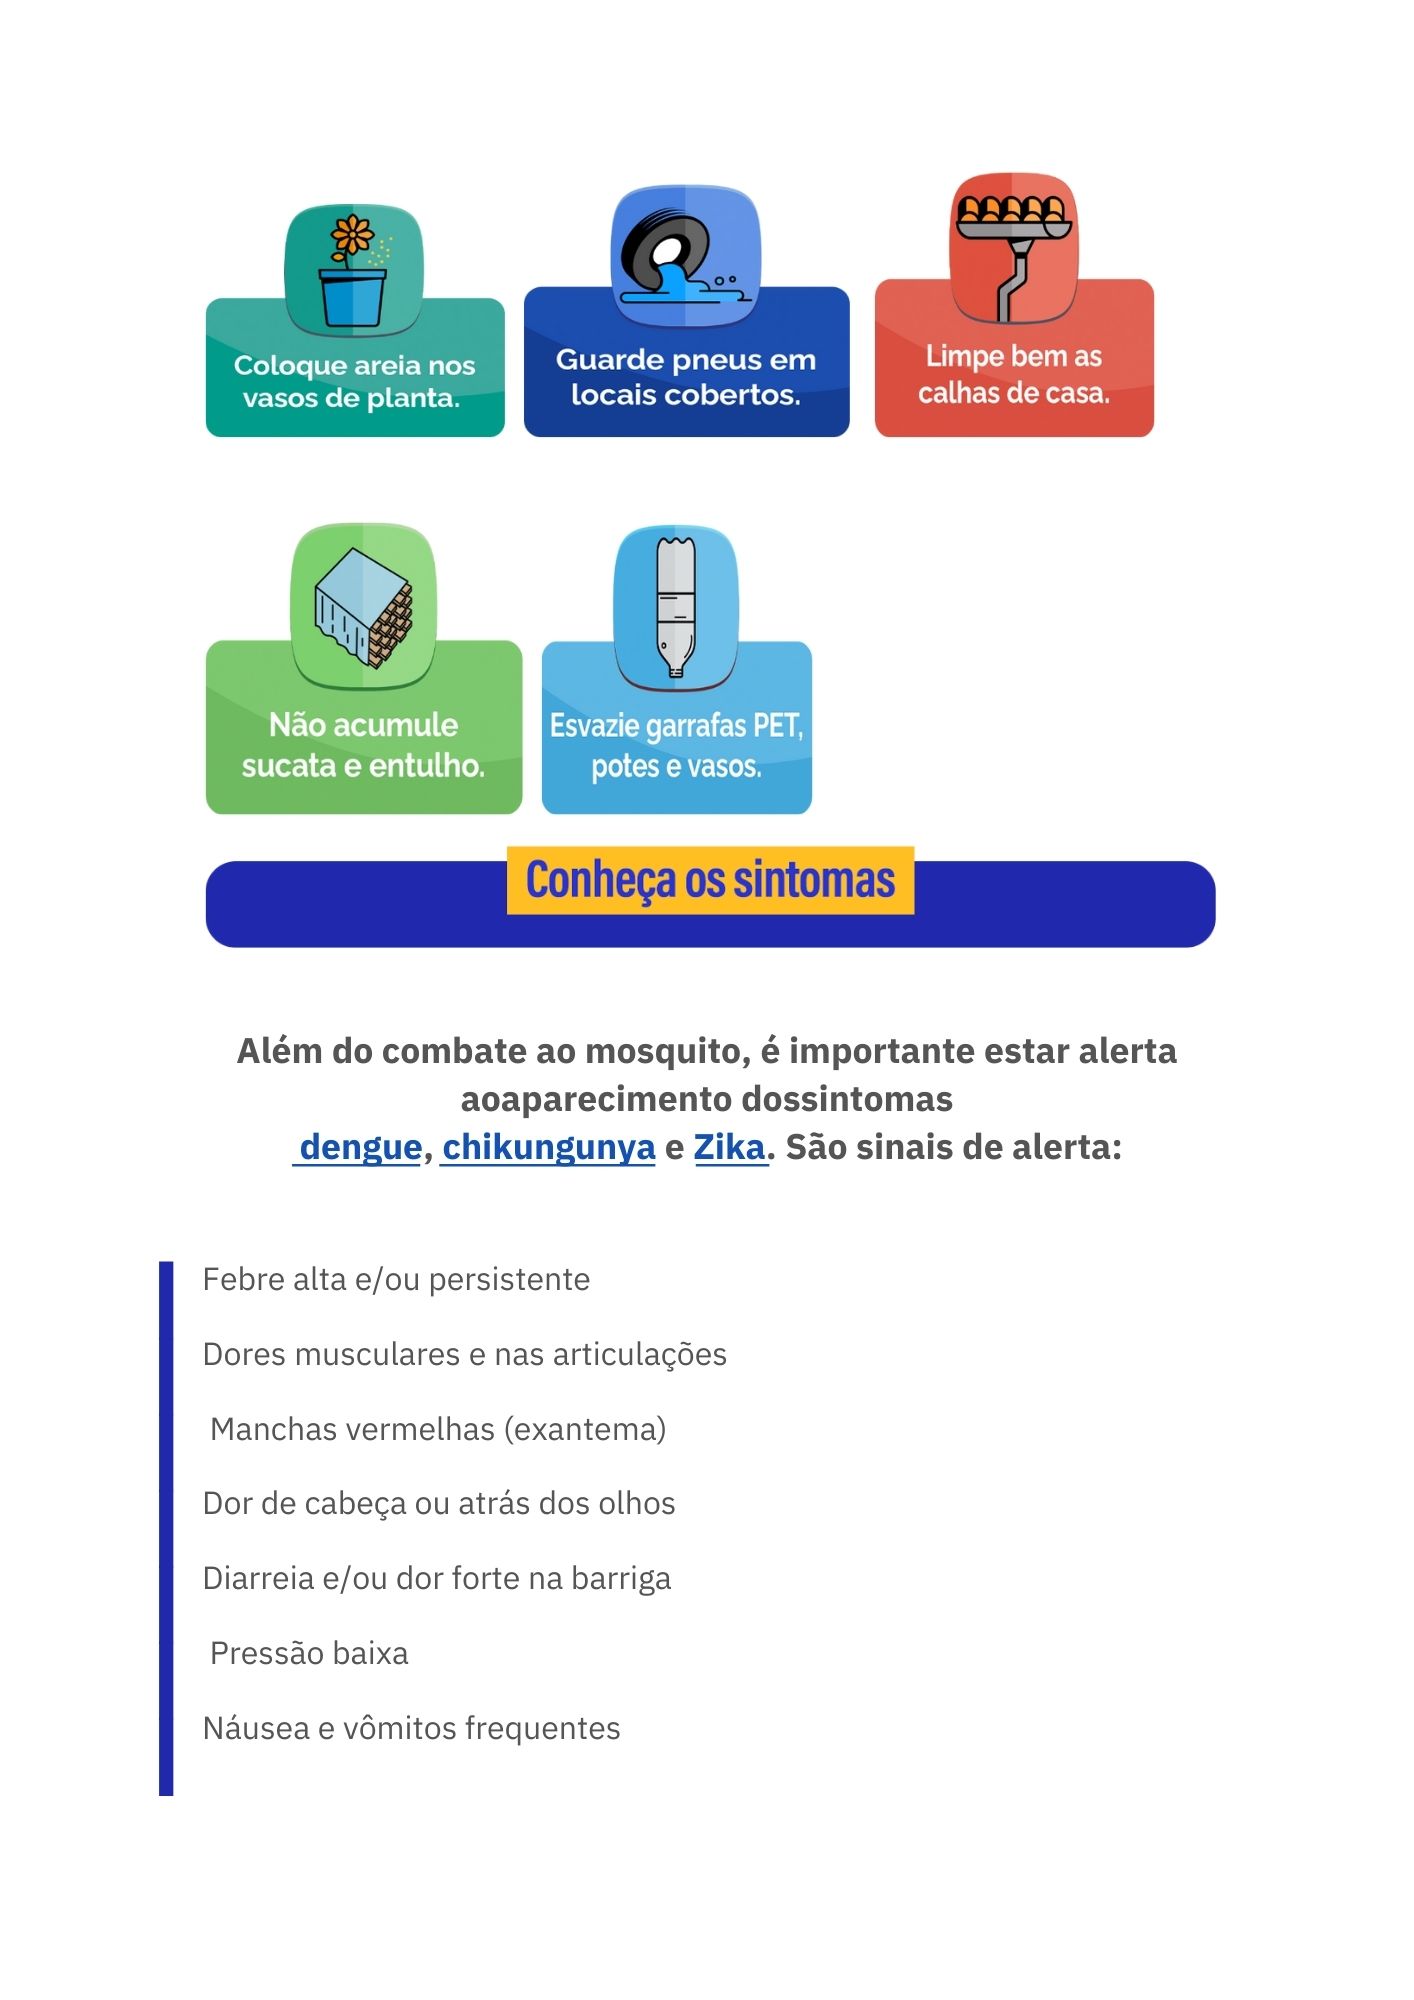 Coloque areia nos
vasos de planta.
Guarde pneus em
locais cobertos.
Limpe bem as
calhas de casa.
Não acumule
sucata e entulho.
Esvazie garrafas PET,
potes e vasos.
Conheça os sintomas
Além do combate ao mosquito, é importante estar alerta
aoaparecimento dossintomas
dengue, chikungunya e Zika. São sinais de alerta:
Febre alta e/ou persistente
Dores musculares e nas articulações
Manchas vermelhas (exantema)
Dor de cabeça ou atrás dos olhos
Diarreia e/ou dor forte na barriga
Pressão baixa
Náusea e vômitos frequentes